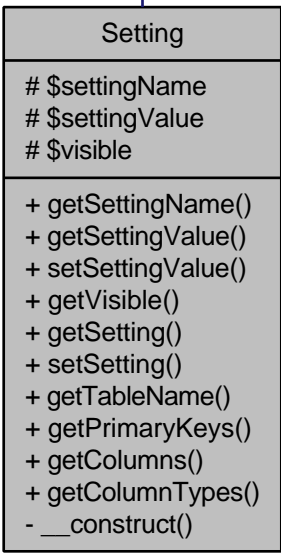 Setting
# $settingName
# $settingValue
# $visible
+ getSettingName()
+ getSettingValue()
+ setSettingValue()
+ getVisible()
+ getSetting()
+ setSetting()
+ getTableName()
+ getPrimaryKeys()
+ getColumns()
+ getColumnTypes()
- __construct()